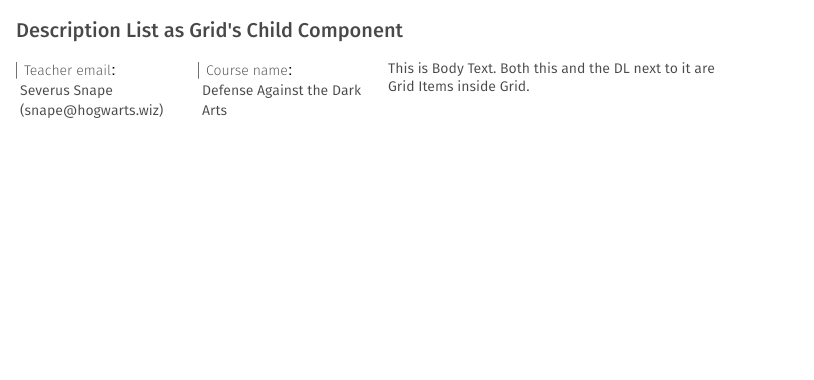 Description List as Grid's Child Component
Teacher email:
Severus Snape
(snape@hogwarts.wiz)
Course name:
Defense Against the Dark
Arts
This is Body Text. Both this and the DL next to it are
Grid Items inside Grid.